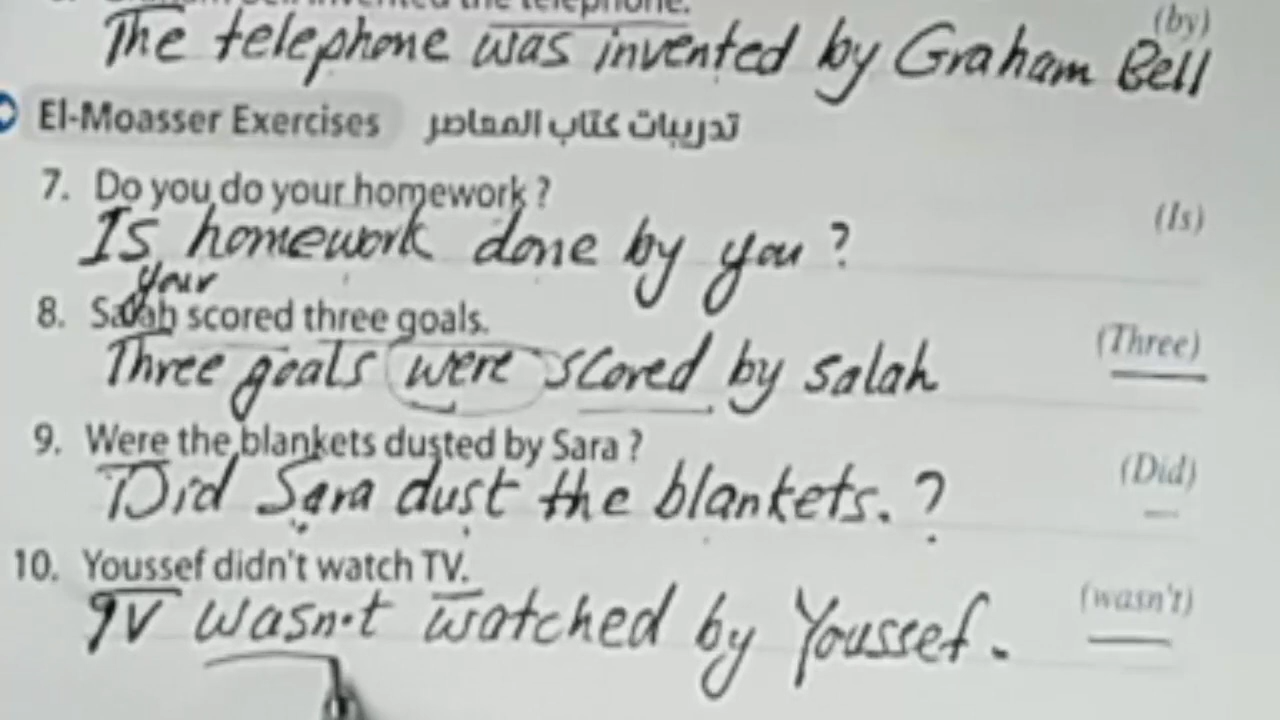 invented the telephone.
(by)
The telephone was invented by Graham Bell
El-Moasser Exercises تدريبات كتاب المعاصر
7. Do you do your homework ?
(Is)
Is homework done by you ?
your
8. Salah scored three goals.
(Three)
Three goals were scored by salah
9. Were the blankets dusted by Sara ?
(Did)
Did Sara dust the blankets. ?
10. Youssef didn't watch TV.
(wasn't)
TV wasn't watched by Youssef.